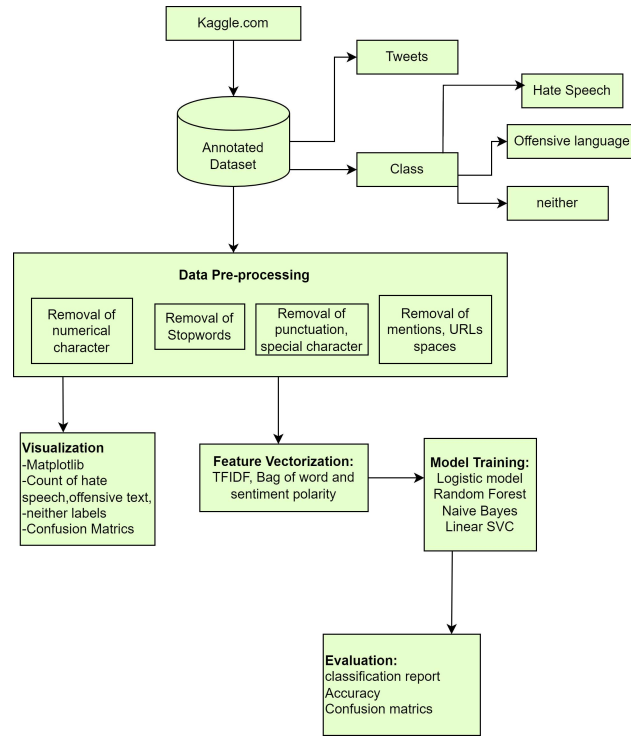 Kaggle.com
Tweets
Hate Speech
Annotated
Dataset
Class
Offensive language
neither
Data Pre-processing
Removal of
numerical
character
Removal of
Stopwords
Removal of
punctuation,
special character
Removal of
mentions, URLs
spaces
Visualization
-Matplotlib
-Count of hate
speech,offensive text,
-neither labels
-Confusion Matrics
Feature Vectorization:
TFIDF, Bag of word and
sentiment polarity
Model Training:
Logistic model
Random Forest
Naive Bayes
Linear SVC
Evaluation:
classification report
Accuracy
Confusion matrics